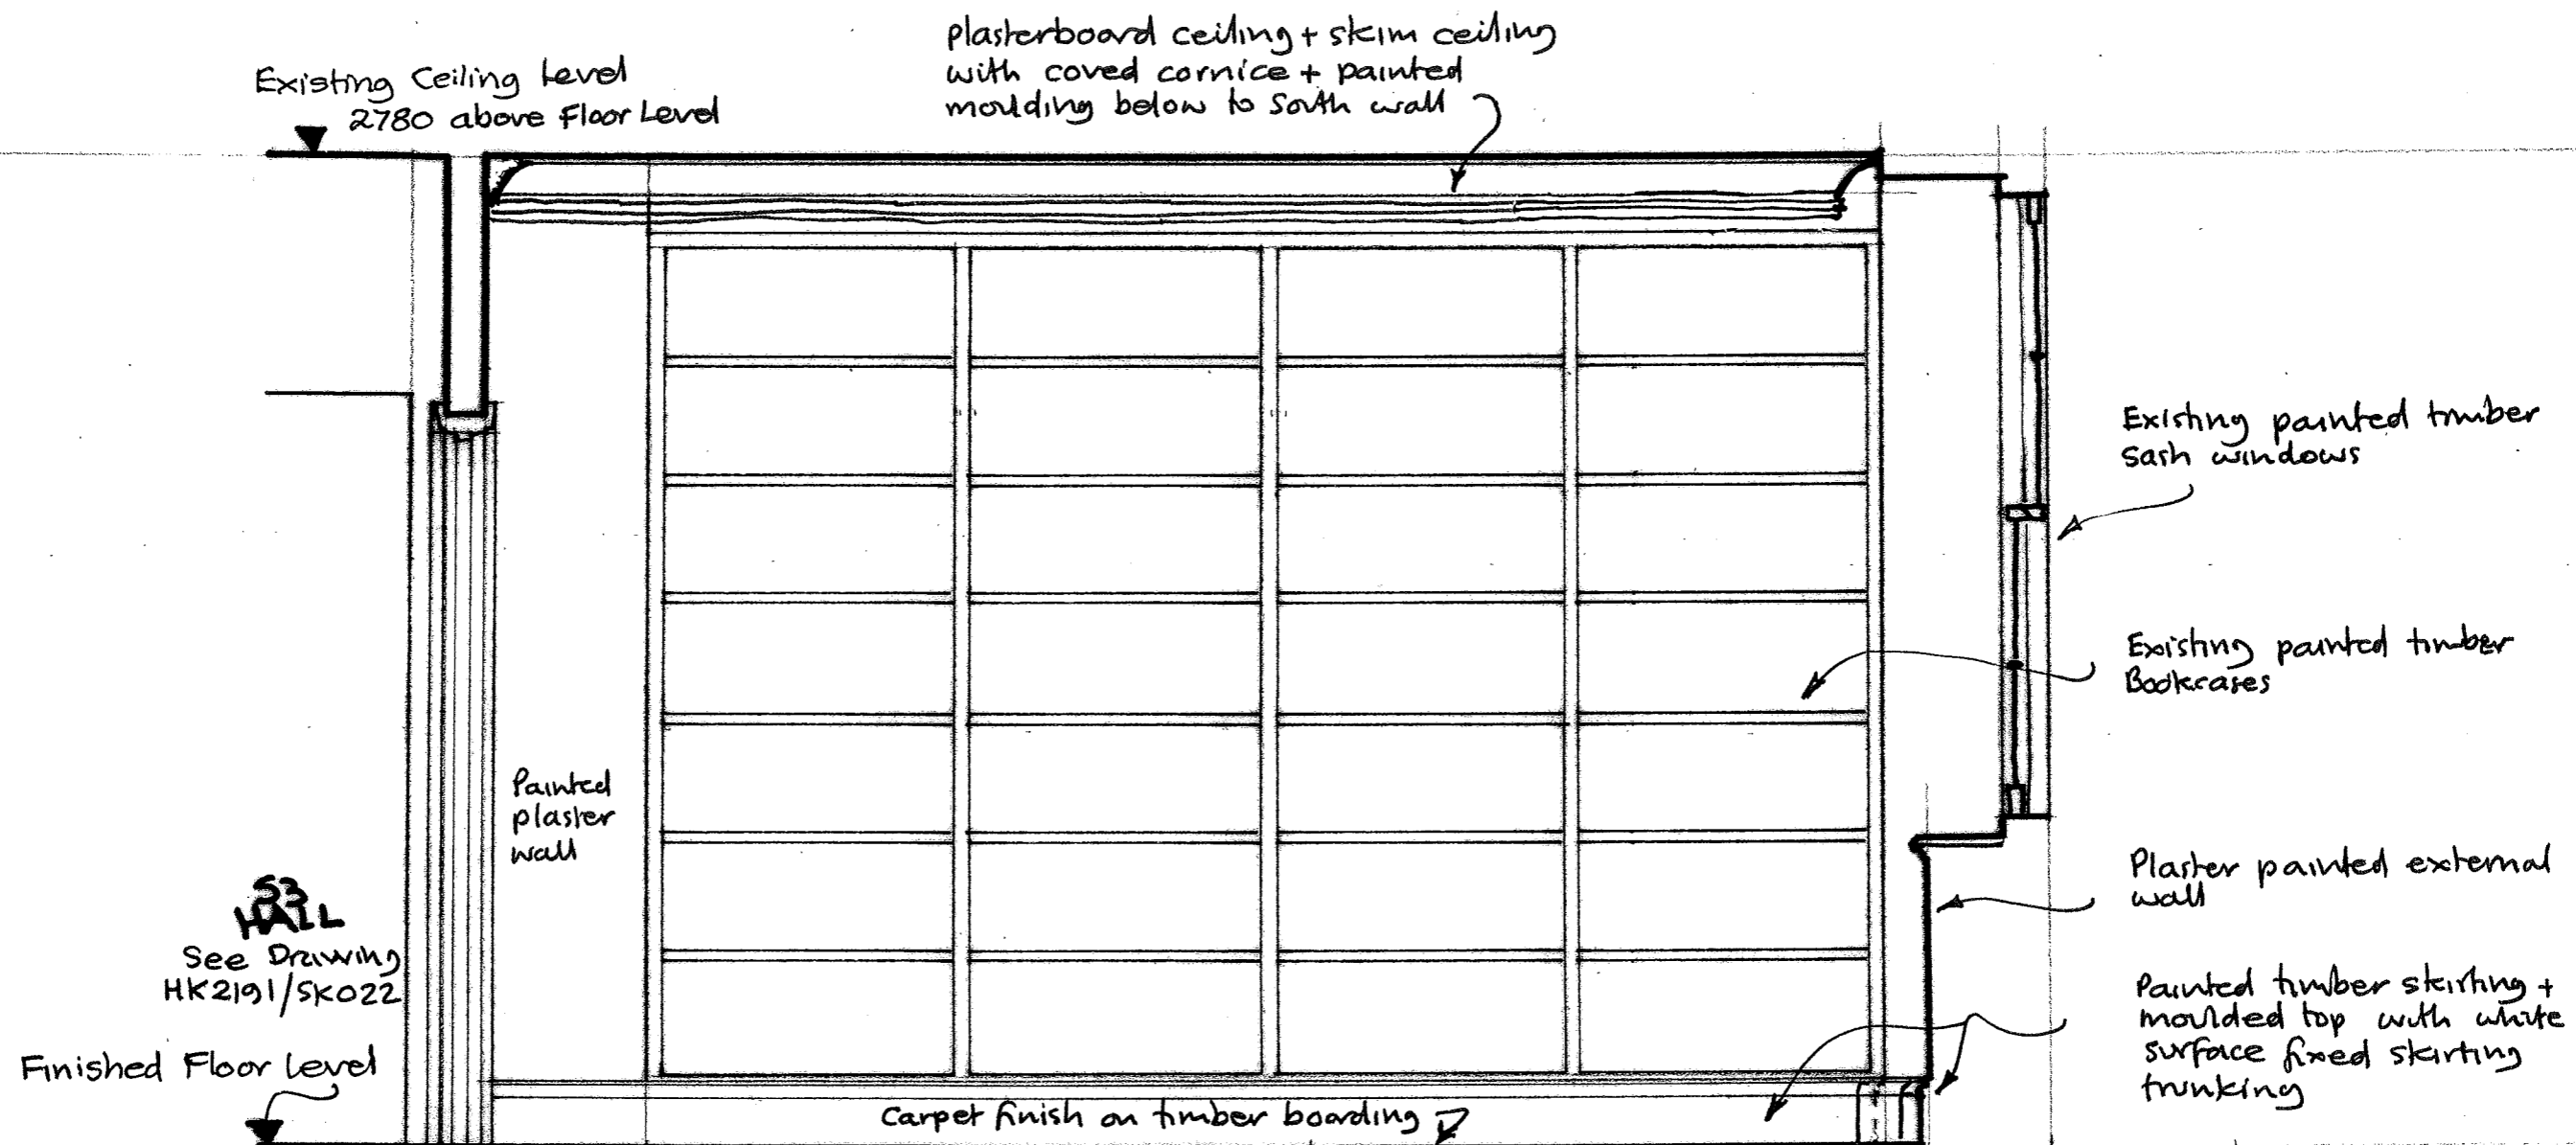 plasterboard ceiling + skim ceiling
with coved cornice + painted
moulding below to south wall
Existing Ceiling Level
2780 above Floor Level
Existing painted timber
sash windows
Existing painted timber
Bookcases
Painted
plaster
wall
Plaster painted external
wall
S3
HALL
See Drawing
HK2191/SK022
Painted timber skirting +
moulded top with white
surface fixed skirting
trunking
Finished Floor Level
Carpet finish on timber boarding